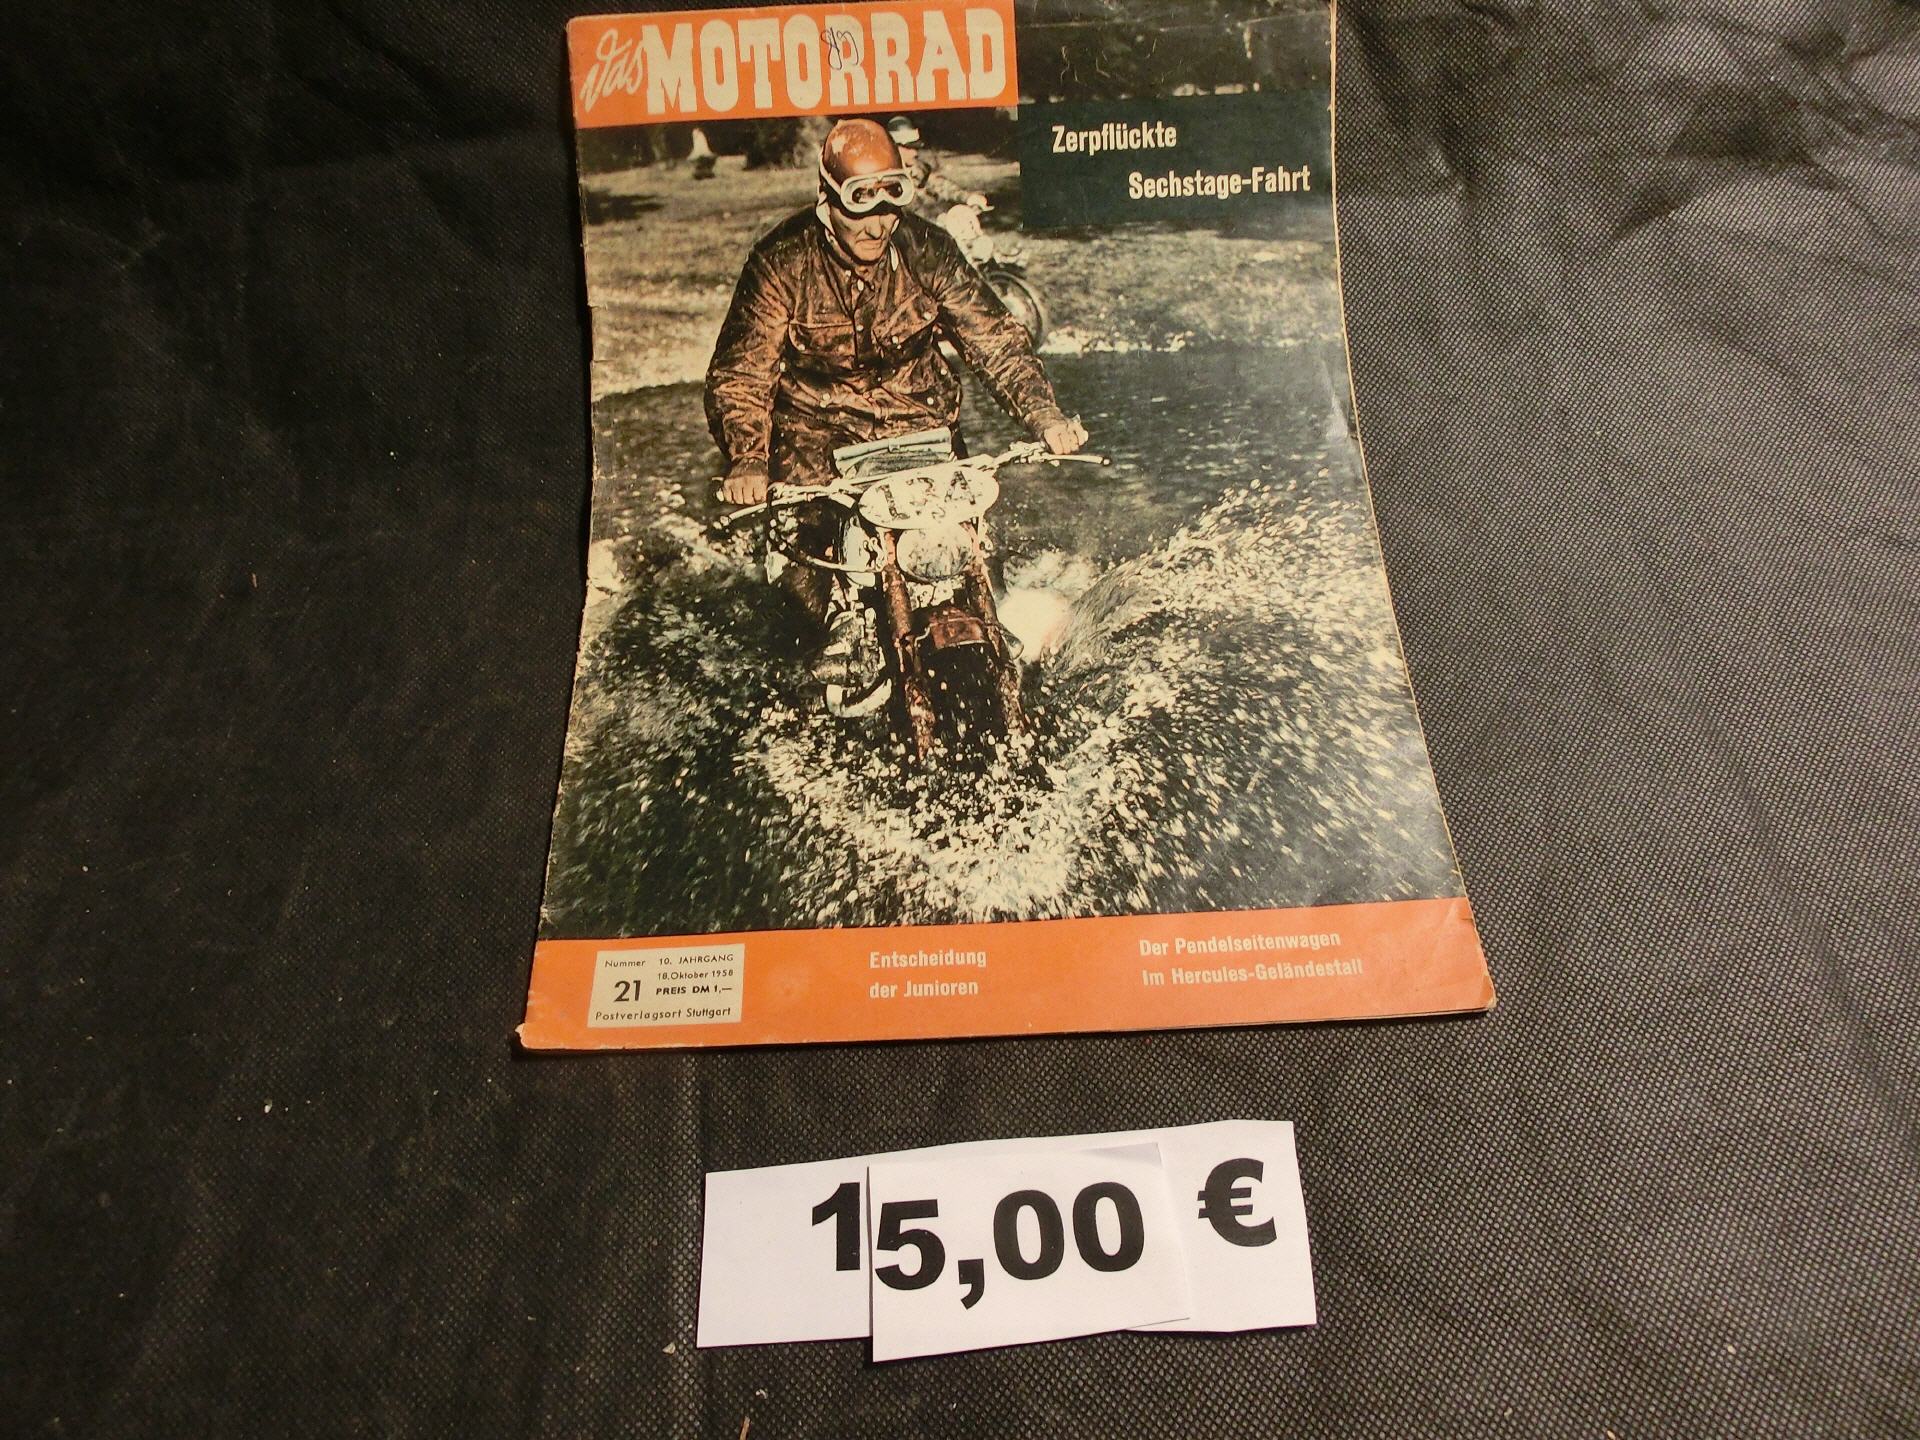 das MOTORRAD
Zerpflückte
Sechstage-Fahrt
134
Nummer 10. JAHRGANG
18. Oktober 1958
21 PREIS DM 1,—
Postverlagsort Stuttgart
Entscheidung
der Junioren
Der Pendelseitenwagen
Im Hercules-Geländestall
15,00 €